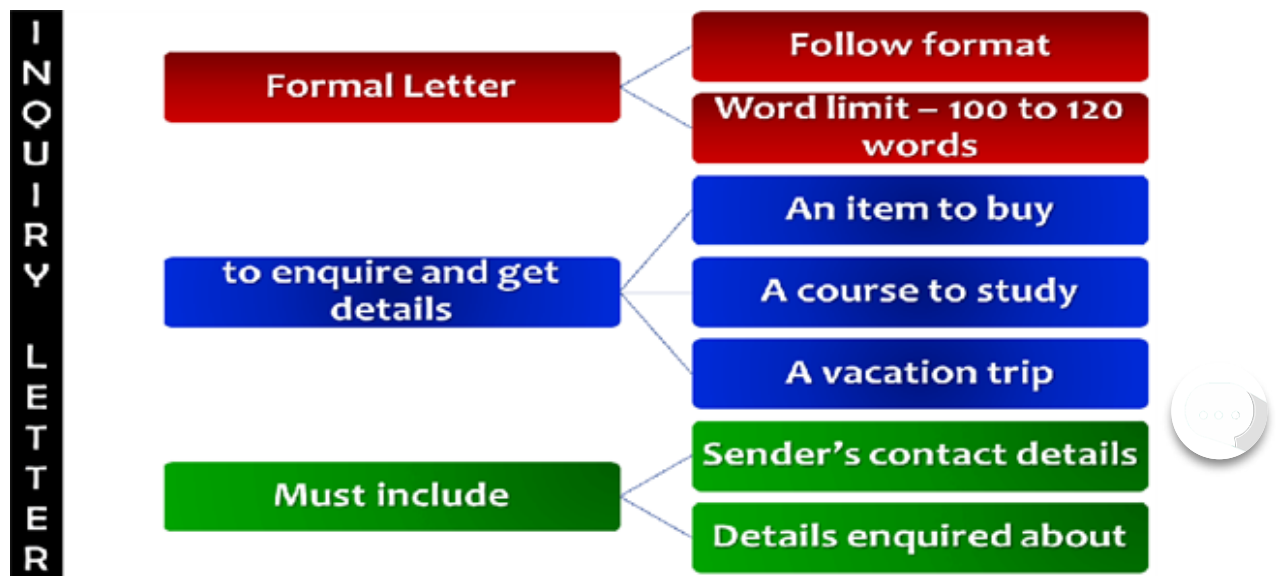 INQUIRY LETTER
Formal Letter
Follow format
Word limit – 100 to 120
words
to enquire and get
details
An item to buy
A course to study
A vacation trip
Must include
Sender's contact details
Details enquired about